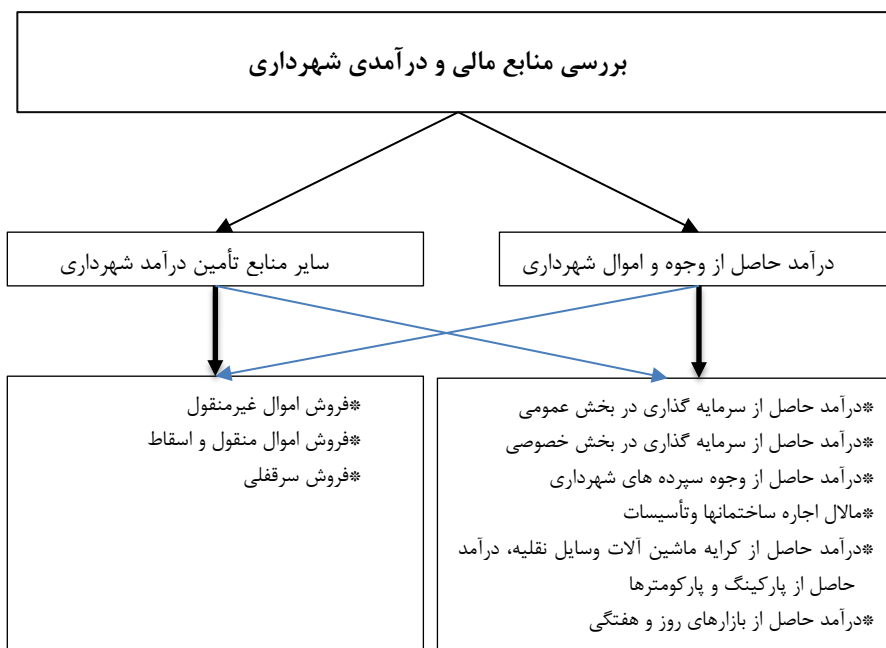 بررسی منابع مالی و درآمدی شهرداری
درآمد حاصل از وجوه و اموال شهرداری
سایر منابع تأمین درآمد شهرداری
*درآمد حاصل از سرمایه گذاری در بخش عمومی
*درآمد حاصل از سرمایه گذاری در بخش خصوصی
*درآمد حاصل از وجوه سپرده های شهرداری
*مالال اجاره ساختمانها وتأسیسات
*درآمد حاصل از کرایه ماشین آلات وسایل نقلیه، درآمد
حاصل از پارکینگ و پارکومترها
*درآمد حاصل از بازارهای روز و هفتگی
*فروش اموال غیرمنقول
*فروش اموال منقول و اسقاط
*فروش سرقفلی